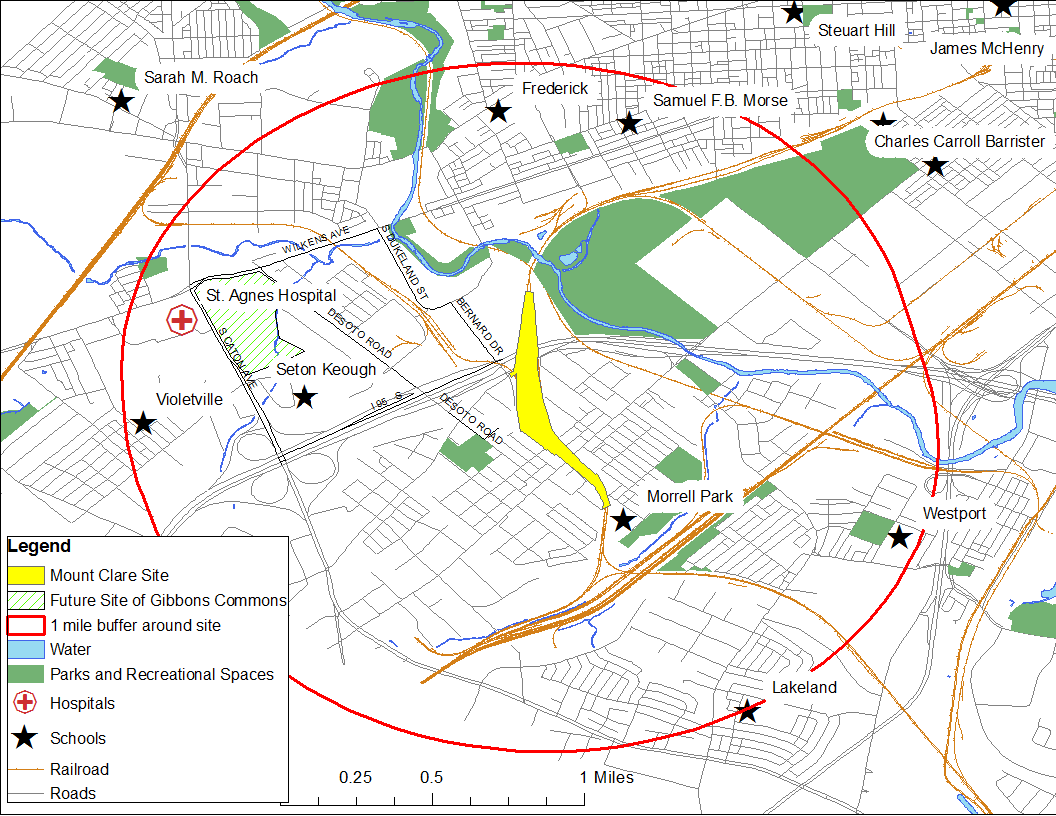 Steuart Hill
James McHenry
Sarah M. Roach
Frederick
Samuel F.B. Morse
Charles Carroll Barrister
WILKENS AVE
S DUKELAND ST
St. Agnes Hospital
BERNARD DR
DESOTO ROAD
S CATON AVE
Seton Keough
Violetville
I 95 S
DESOTO ROAD
Morrell Park
Westport
Lakeland
Legend
Mount Clare Site
Future Site of Gibbons Commons
1 mile buffer around site
Water
Parks and Recreational Spaces
Hospitals
Schools
Railroad
Roads
0.25 0.5 1 Miles